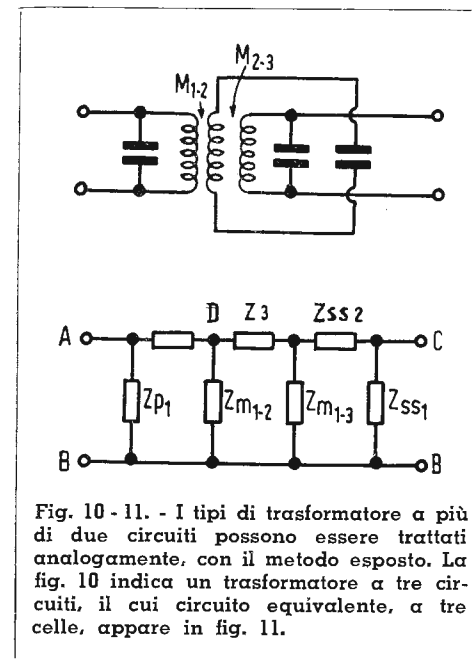 M₁₋₂ M₂₋₃
A D Z3 Zss2 C
Zp₁ Zm₁₋₂ Zm₁₋₃ Zss₁
B B
Fig. 10 - 11. - I tipi di trasformatore a più
di due circuiti possono essere trattati
analogamente, con il metodo esposto. La
fig. 10 indica un trasformatore a tre cir-
cuiti, il cui circuito equivalente, a tre
celle, appare in fig. 11.